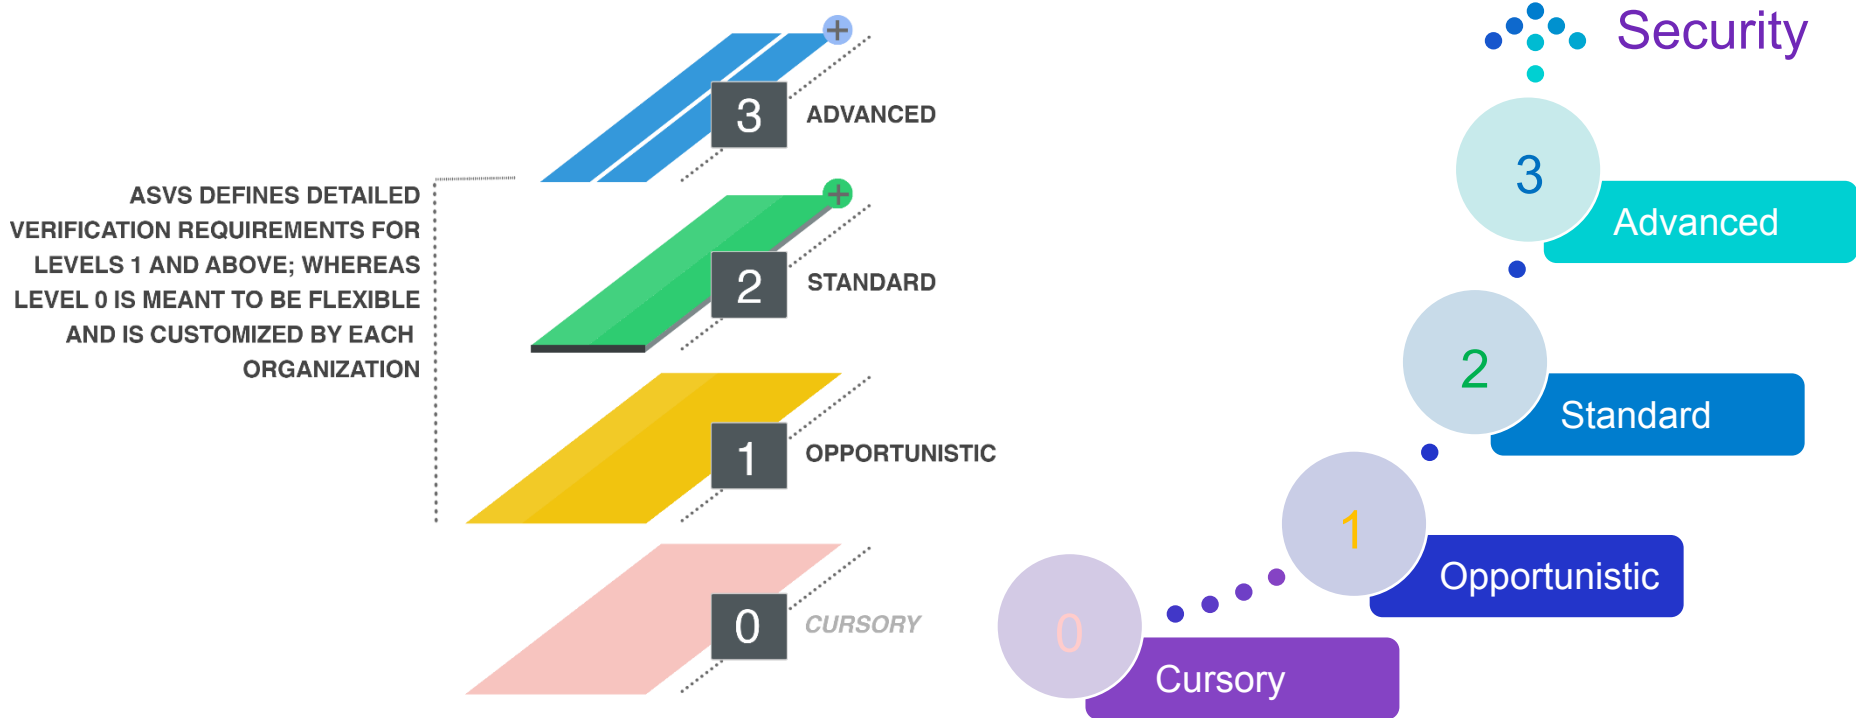 ASVS DEFINES DETAILED
VERIFICATION REQUIREMENTS FOR
LEVELS 1 AND ABOVE; WHEREAS
LEVEL 0 IS MEANT TO BE FLEXIBLE
AND IS CUSTOMIZED BY EACH
ORGANIZATION
3
ADVANCED
2
STANDARD
1
OPPORTUNISTIC
0
CURSORY
Security
3
Advanced
2
Standard
1
Opportunistic
0
Cursory